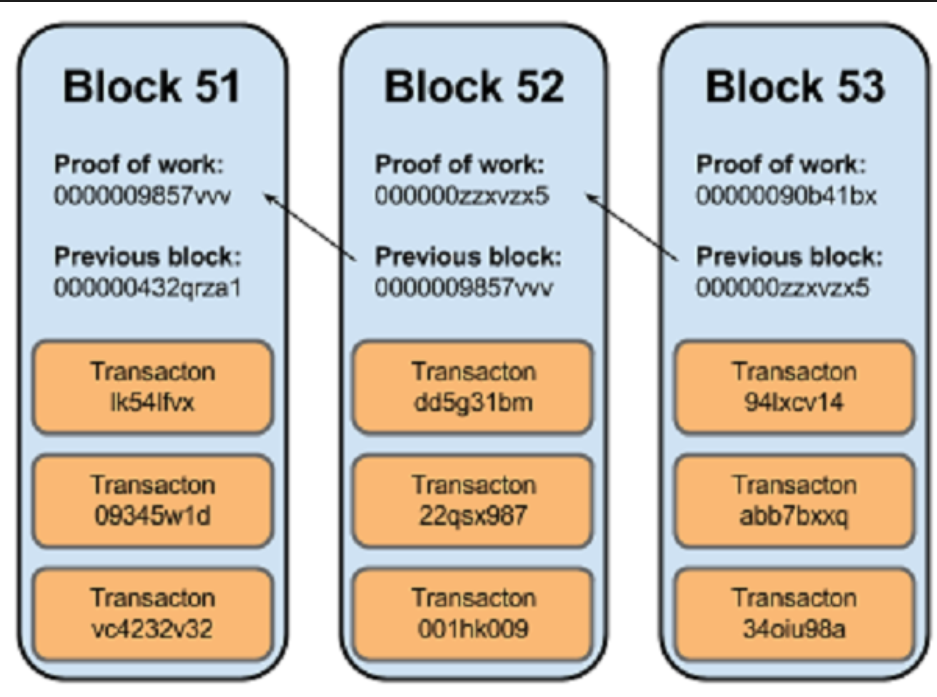 Block 51
Proof of work:
0000009857vvv
Previous block:
000000432qrza1
Transacton
lk54lfvx
Transacton
09345w1d
Transacton
vc4232v32
Block 52
Proof of work:
000000zzxvzx5
Previous block:
0000009857vvv
Transacton
dd5g31bm
Transacton
22qsx987
Transacton
001hk009
Block 53
Proof of work:
00000090b41bx
Previous block:
000000zzxvzx5
Transacton
94lxcv14
Transacton
abb7bxxq
Transacton
34oiu98a